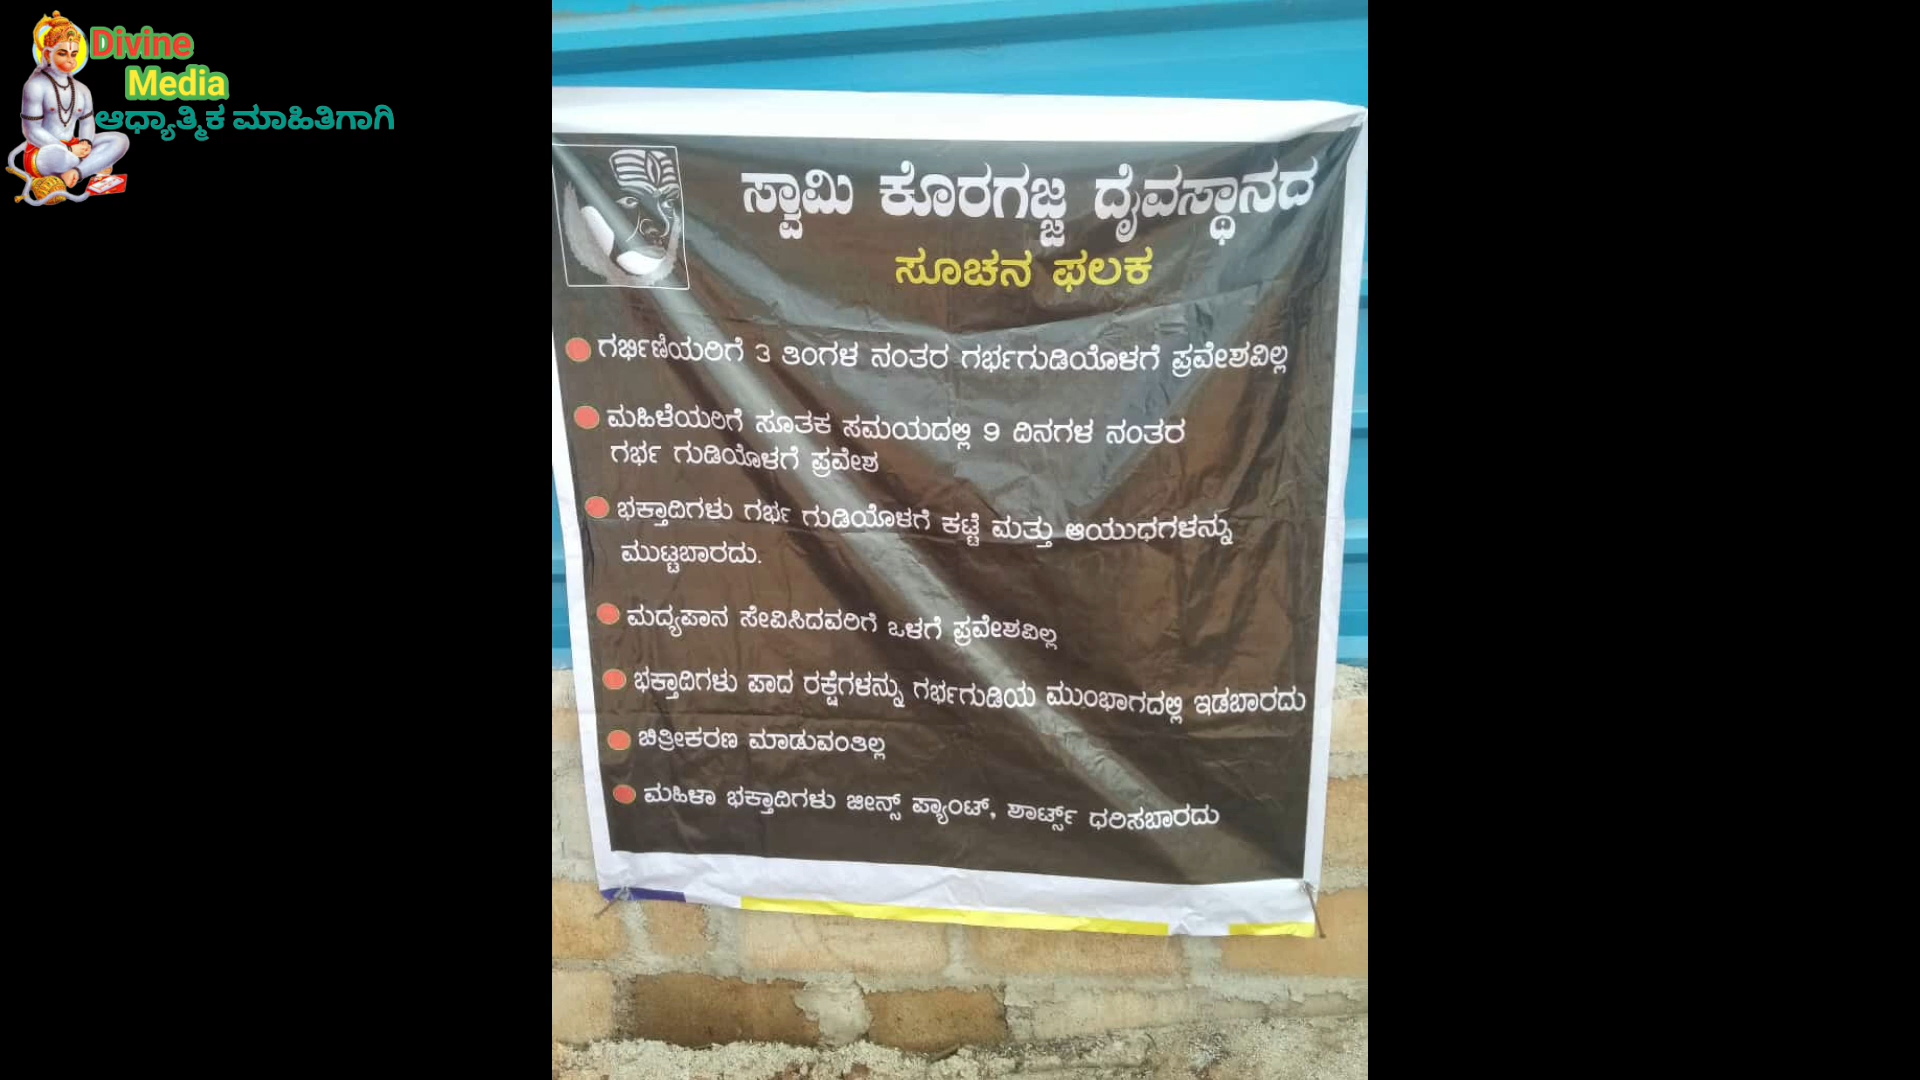 Divine
Media
ಆಧ್ಯಾತ್ಮಿಕ ಮಾಹಿತಿಗಾಗಿ
ಸ್ವಾಮಿ ಕೊರಗಜ್ಜ ದೈವಸ್ಥಾನದ
ಸೂಚನ ಫಲಕ
ಗರ್ಭಿಣಿಯರಿಗೆ 3 ತಿಂಗಳ ನಂತರ ಗರ್ಭಗುಡಿಯೊಳಗೆ ಪ್ರವೇಶವಿಲ್ಲ
ಮಹಿಳೆಯರಿಗೆ ಸೂತಕ ಸಮಯದಲ್ಲಿ 9 ದಿನಗಳ ನಂತರ
ಗರ್ಭ ಗುಡಿಯೊಳಗೆ ಪ್ರವೇಶ
ಭಕ್ತಾದಿಗಳು ಗರ್ಭ ಗುಡಿಯೊಳಗೆ ಕಟ್ಟೆ ಮತ್ತು ಆಯುಧಗಳನ್ನು
ಮುಟ್ಟಬಾರದು.
ಮದ್ಯಪಾನ ಸೇವಿಸಿದವರಿಗೆ ಒಳಗೆ ಪ್ರವೇಶವಿಲ್ಲ
ಭಕ್ತಾದಿಗಳು ಪಾದ ರಕ್ಷೆಗಳನ್ನು ಗರ್ಭಗುಡಿಯ ಮುಂಭಾಗದಲ್ಲಿ ಇಡಬಾರದು
ಚಿತ್ರೀಕರಣ ಮಾಡುವಂತಿಲ್ಲ
ಮಹಿಳಾ ಭಕ್ತಾದಿಗಳು ಜೀನ್ಸ್ ಪ್ಯಾಂಟ್, ಶಾರ್ಟ್ಸ್ ಧರಿಸಬಾರದು